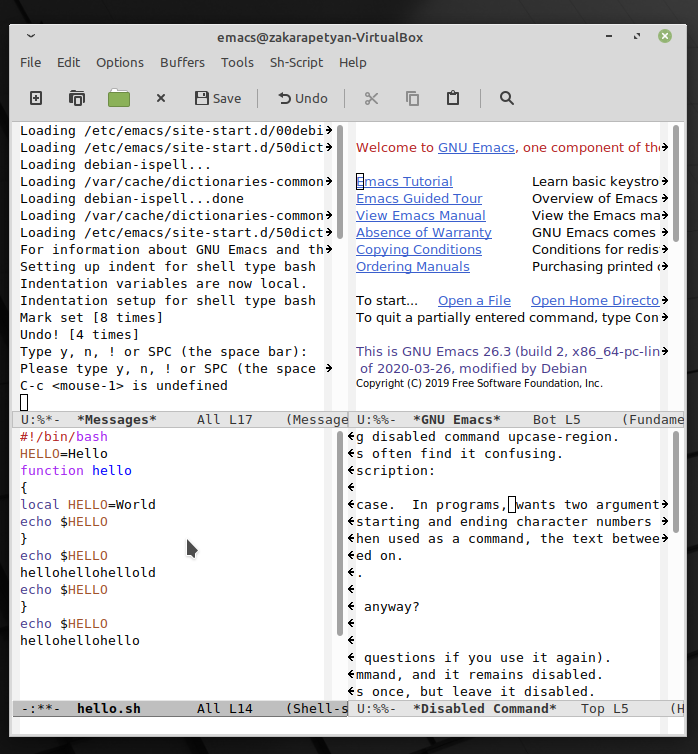 emacs@zakarapetyan-VirtualBox
File Edit Options Buffers Tools Sh-Script Help
Save Undo
Loading /etc/emacs/site-start.d/00debi
Loading /etc/emacs/site-start.d/50dict
Loading debian-ispell...
Loading /var/cache/dictionaries-common
Loading debian-ispell...done
Loading /var/cache/dictionaries-common
Loading /etc/emacs/site-start.d/50dict
For information about GNU Emacs and th
Setting up indent for shell type bash
Indentation variables are now local.
Indentation setup for shell type bash
Mark set [8 times]
Undo! [4 times]
Type y, n, ! or SPC (the space bar):
Please type y, n, ! or SPC (the space
C-c <mouse-1> is undefined
U:%*- *Messages* All L17 (Message
Welcome to GNU Emacs, one component of the
Emacs Tutorial Learn basic keystro
Emacs Guided Tour Overview of Emacs
View Emacs Manual View the Emacs ma
Absence of Warranty GNU Emacs comes
Copying Conditions Conditions for redis
Ordering Manuals Purchasing printed c
To start... Open a File Open Home Directo
To quit a partially entered command, type Con
This is GNU Emacs 26.3 (build 2, x86_64-pc-lin
of 2020-03-26, modified by Debian
Copyright (C) 2019 Free Software Foundation, Inc.
U:%%- *GNU Emacs* Bot L5 (Fundame
#!/bin/bash
HELLO=Hello
function hello
{
local HELLO=World
echo $HELLO
}
echo $HELLO
hellohellohellold
echo $HELLO
}
echo $HELLO
hellohellohello
-:**- hello.sh All L14 (Shell-s
g disabled command upcase-region.
s often find it confusing.
scription:
case. In programs, wants two argument
starting and ending character numbers
hen used as a command, the text betwee
ed on.
.
anyway?
questions if you use it again).
mmand, and it remains disabled.
s once, but leave it disabled.
U:%%- *Disabled Command* Top L5 (H